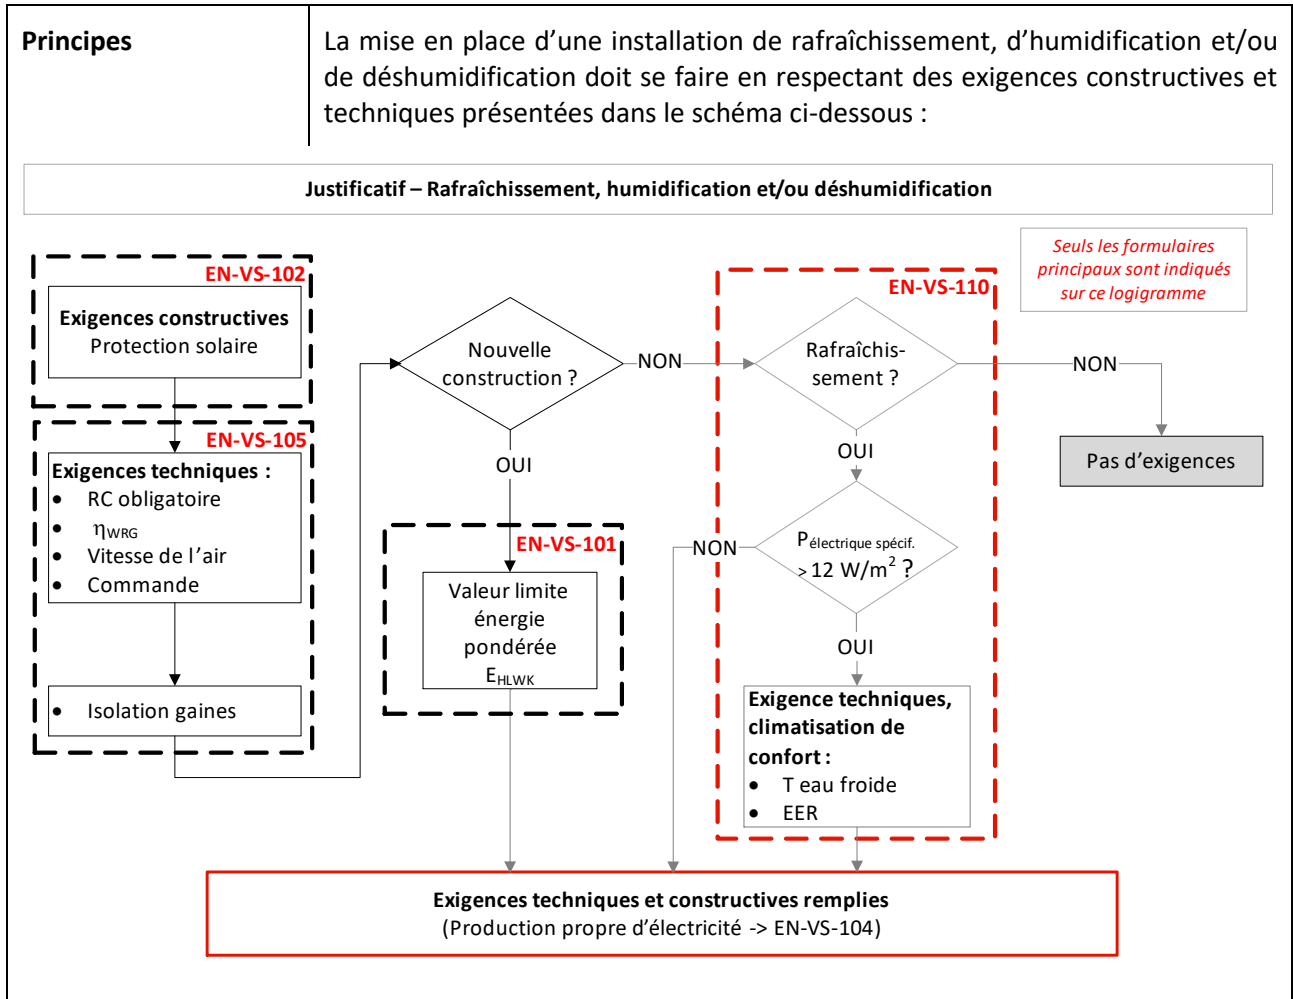 Principes
La mise en place d’une installation de rafraîchissement, d’humidification et/ou
de déshumidification doit se faire en respectant des exigences constructives et
techniques présentées dans le schéma ci-dessous :
Justificatif – Rafraîchissement, humidification et/ou déshumidification
Seuls les formulaires
principaux sont indiqués
sur ce logigramme
EN-VS-102
Exigences constructives
Protection solaire
EN-VS-105
Exigences techniques :
• RC obligatoire
• ηWRG
• Vitesse de l’air
• Commande
• Isolation gaines
Nouvelle
construction ?
NON
OUI
EN-VS-101
Valeur limite
énergie
pondérée
EHLWK
EN-VS-110
Rafraîchis-
sement ?
NON
Pas d’exigences
OUI
Pélectrique spécif.
> 12 W/m² ?
NON
OUI
Exigence techniques,
climatisation de
confort :
• T eau froide
• EER
Exigences techniques et constructives remplies
(Production propre d’électricité -> EN-VS-104)